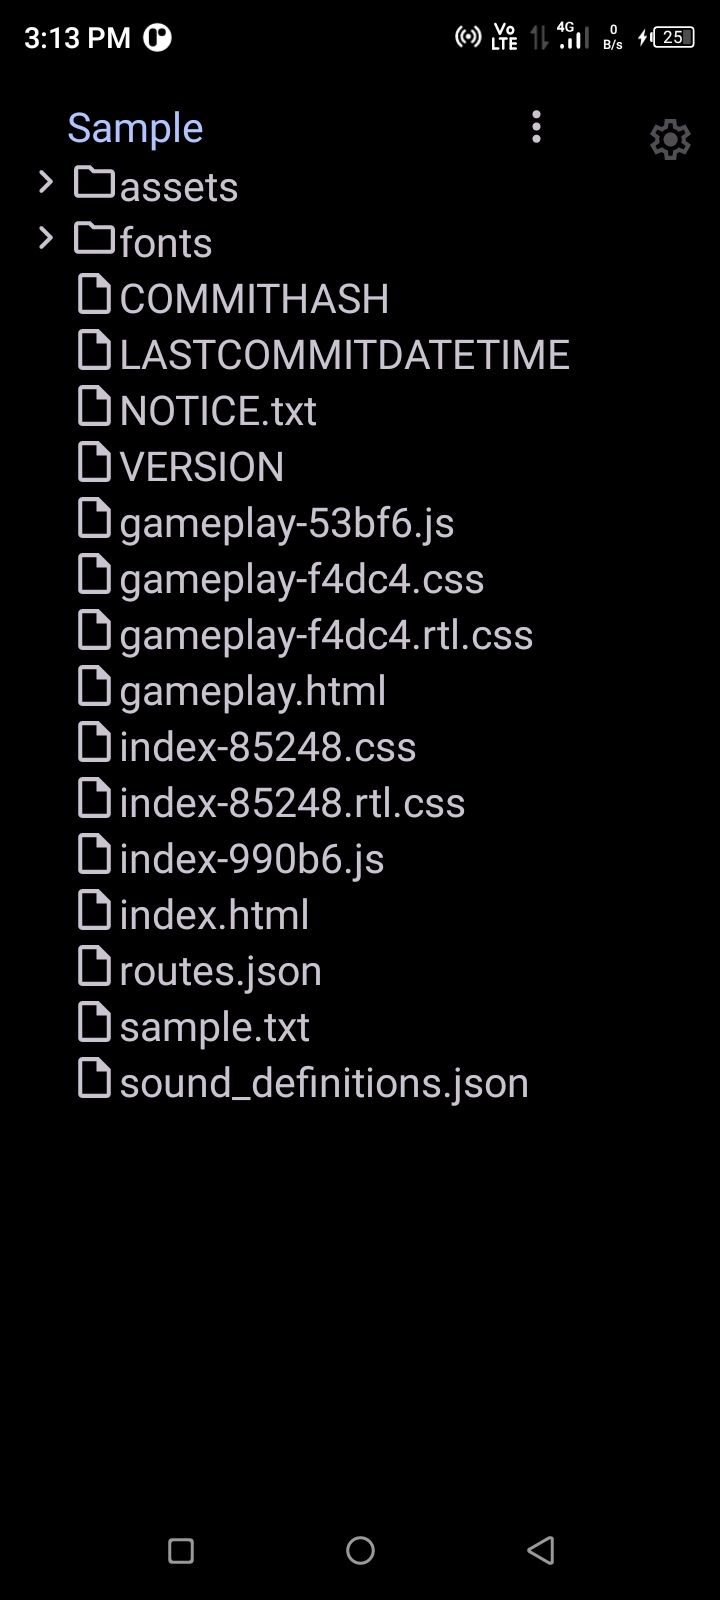 3:13 PM
Vo
LTE
4G
0
B/s
25
Sample
assets
fonts
COMMITHASH
LASTCOMMITDATETIME
NOTICE.txt
VERSION
gameplay-53bf6.js
gameplay-f4dc4.css
gameplay-f4dc4.rtl.css
gameplay.html
index-85248.css
index-85248.rtl.css
index-990b6.js
index.html
routes.json
sample.txt
sound_definitions.json